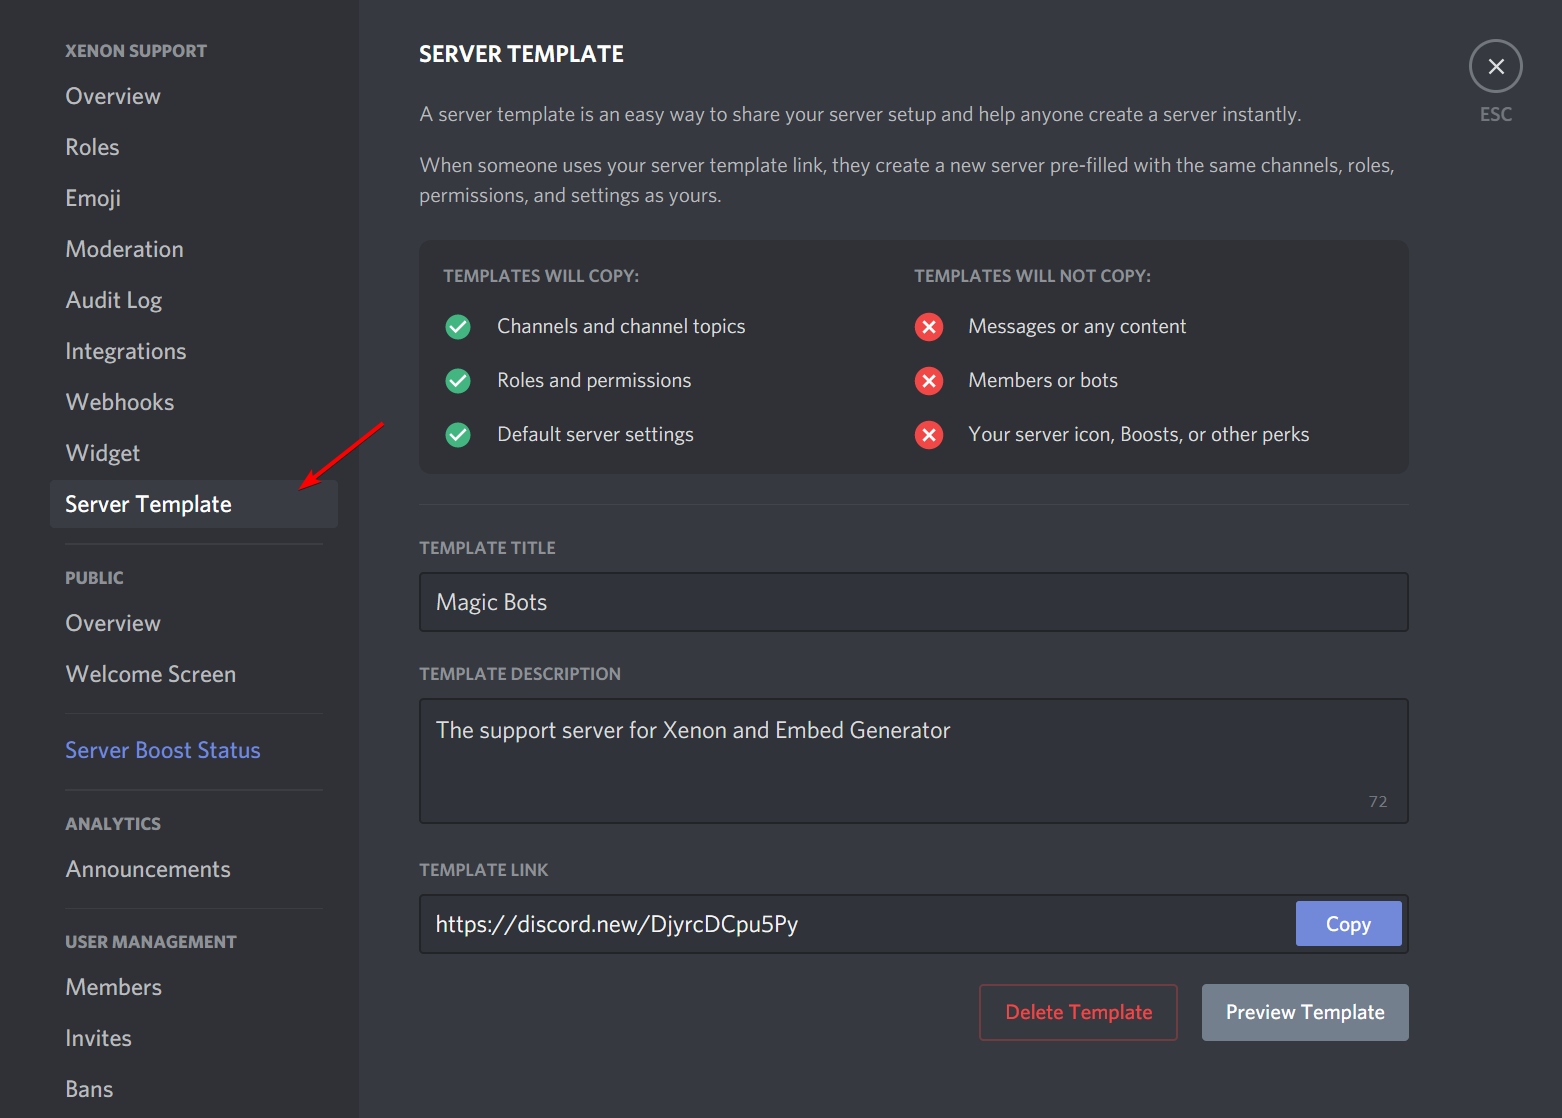 XENON SUPPORT
Overview
Roles
Emoji
Moderation
Audit Log
Integrations
Webhooks
Widget
Server Template
PUBLIC
Overview
Welcome Screen
Server Boost Status
ANALYTICS
Announcements
USER MANAGEMENT
Members
Invites
Bans
SERVER TEMPLATE
ESC
A server template is an easy way to share your server setup and help anyone create a server instantly.
When someone uses your server template link, they create a new server pre-filled with the same channels, roles,
permissions, and settings as yours.
TEMPLATES WILL COPY:
Channels and channel topics
Roles and permissions
Default server settings
TEMPLATES WILL NOT COPY:
Messages or any content
Members or bots
Your server icon, Boosts, or other perks
TEMPLATE TITLE
Magic Bots
TEMPLATE DESCRIPTION
The support server for Xenon and Embed Generator
72
TEMPLATE LINK
https://discord.new/DjyrcDCpu5Py
Copy
Delete Template
Preview Template